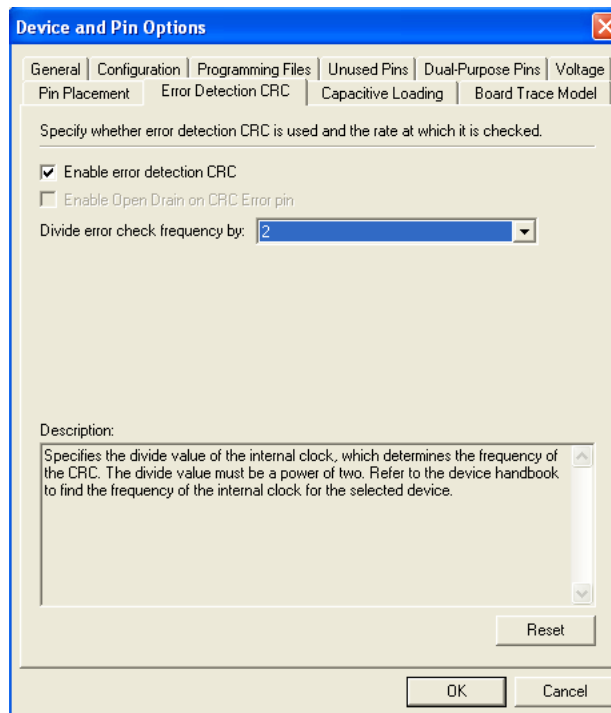 Device and Pin Options
General Configuration Programming Files Unused Pins Dual-Purpose Pins Voltage
Pin Placement Error Detection CRC Capacitive Loading Board Trace Model
Specify whether error detection CRC is used and the rate at which it is checked.
Enable error detection CRC
Enable Open Drain on CRC Error pin
Divide error check frequency by: 2
Description:
Specifies the divide value of the internal clock, which determines the frequency of
the CRC. The divide value must be a power of two. Refer to the device handbook
to find the frequency of the internal clock for the selected device.
Reset
OK Cancel